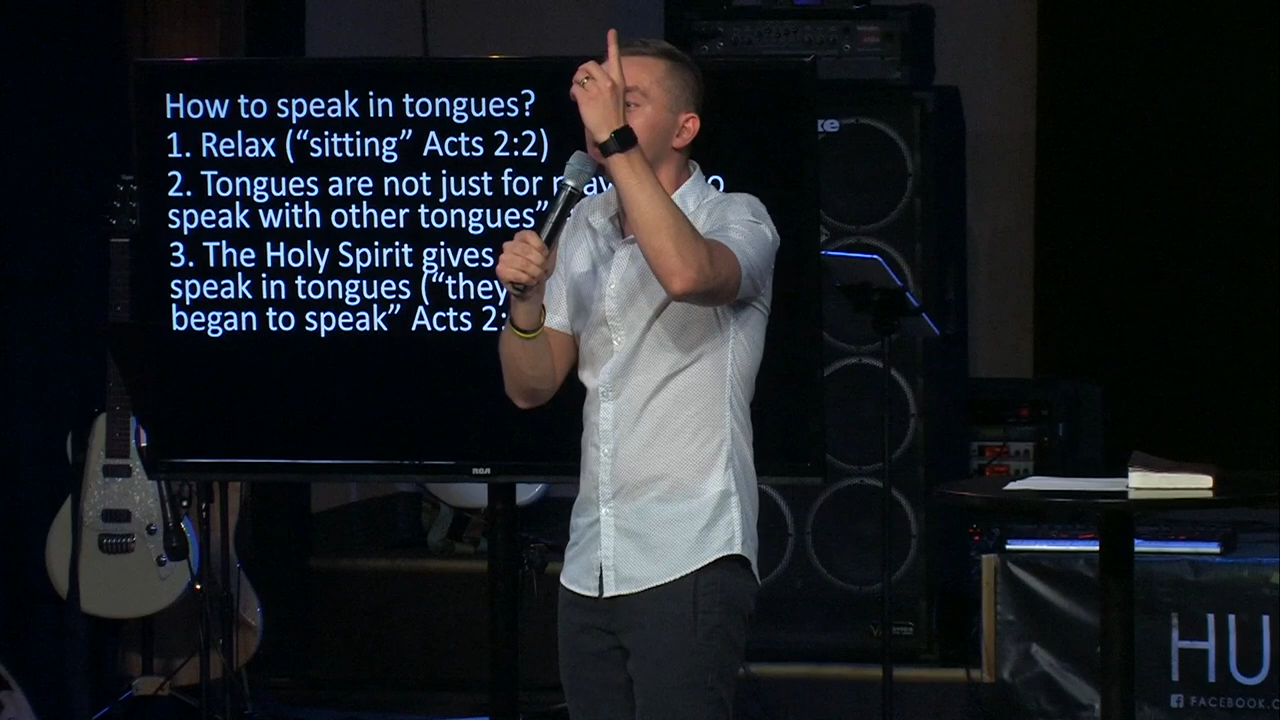 How to speak in tongues?
1. Relax (“sitting” Acts 2:2)
2. Tongues are not just for
speak with other tongues”
3. The Holy Spirit gives
speak in tongues (“they
began to speak” Acts 2:
RCA
HU
FACEBOOK.C